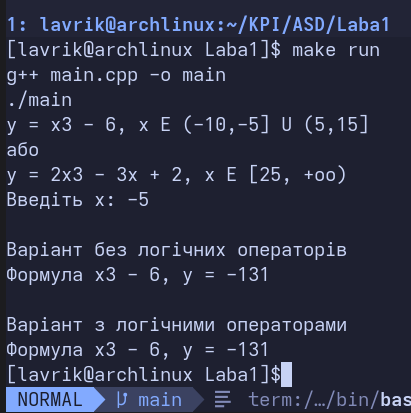 1: lavrik@archlinux:~/KPI/ASD/Laba1
[lavrik@archlinux Laba1]$ make run
g++ main.cpp -o main
./main
y = x3 - 6, x E (-10,-5] U (5,15]
або
y = 2x3 - 3x + 2, x E [25, +oo)
Введіть x: -5
Варіант без логічних операторів
Формула x3 - 6, y = -131
Варіант з логічними операторами
Формула x3 - 6, y = -131
[lavrik@archlinux Laba1]$
NORMAL main term:/…/bin/bas